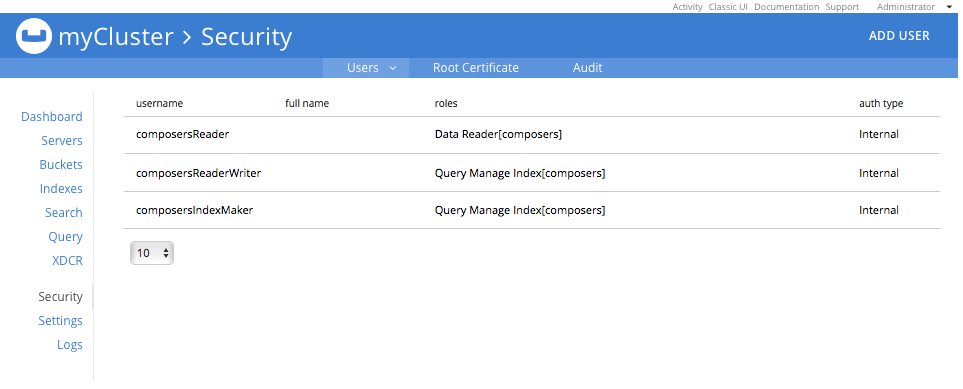 Activity Classic UI Documentation Support Administrator
myCluster > Security
ADD USER
Users Root Certificate Audit
Dashboard
Servers
Buckets
Indexes
Search
Query
XDCR
Security
Settings
Logs
username full name roles auth type
composersReader Data Reader[composers] Internal
composersReaderWriter Query Manage Index[composers] Internal
composersIndexMaker Query Manage Index[composers] Internal
10